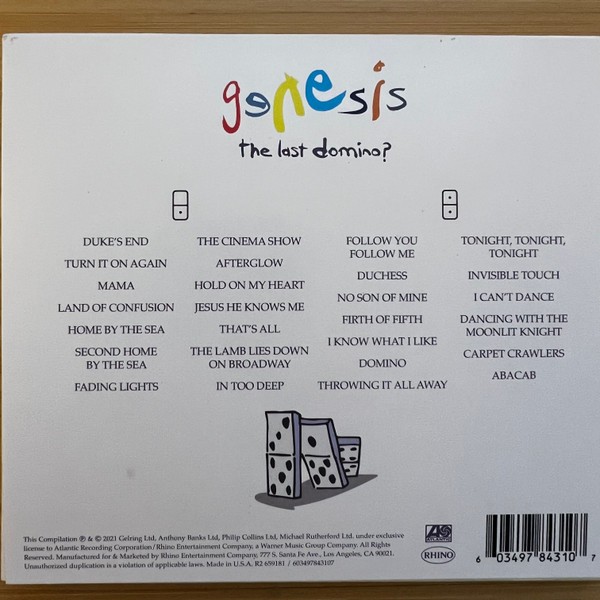 genesis
the last domino?
DUKE'S END
TURN IT ON AGAIN
MAMA
LAND OF CONFUSION
HOME BY THE SEA
SECOND HOME
BY THE SEA
FADING LIGHTS
THE CINEMA SHOW
AFTERGLOW
HOLD ON MY HEART
JESUS HE KNOWS ME
THAT'S ALL
THE LAMB LIES DOWN
ON BROADWAY
IN TOO DEEP
FOLLOW YOU
FOLLOW ME
DUCHESS
NO SON OF MINE
FIRTH OF FIFTH
I KNOW WHAT I LIKE
DOMINO
THROWING IT ALL AWAY
TONIGHT, TONIGHT,
TONIGHT
INVISIBLE TOUCH
I CAN'T DANCE
DANCING WITH THE
MOONLIT KNIGHT
CARPET CRAWLERS
ABACAB
This Compilation ℗ & © 2021 Gelring Ltd, Anthony Banks Ltd, Philip Collins Ltd, Michael Rutherford Ltd. under exclusive
license to Atlantic Recording Corporation / Rhino Entertainment Company, a Warner Music Group Company. All Rights
Reserved. Manufactured for & Marketed by Rhino Entertainment Company, 777 S. Santa Fe Ave., Los Angeles, CA 90021.
Unauthorized duplication is a violation of applicable laws. Made in U.S.A. R2 659181 / 603497843107
ATLANTIC
RHINO
6 03497 84310 7